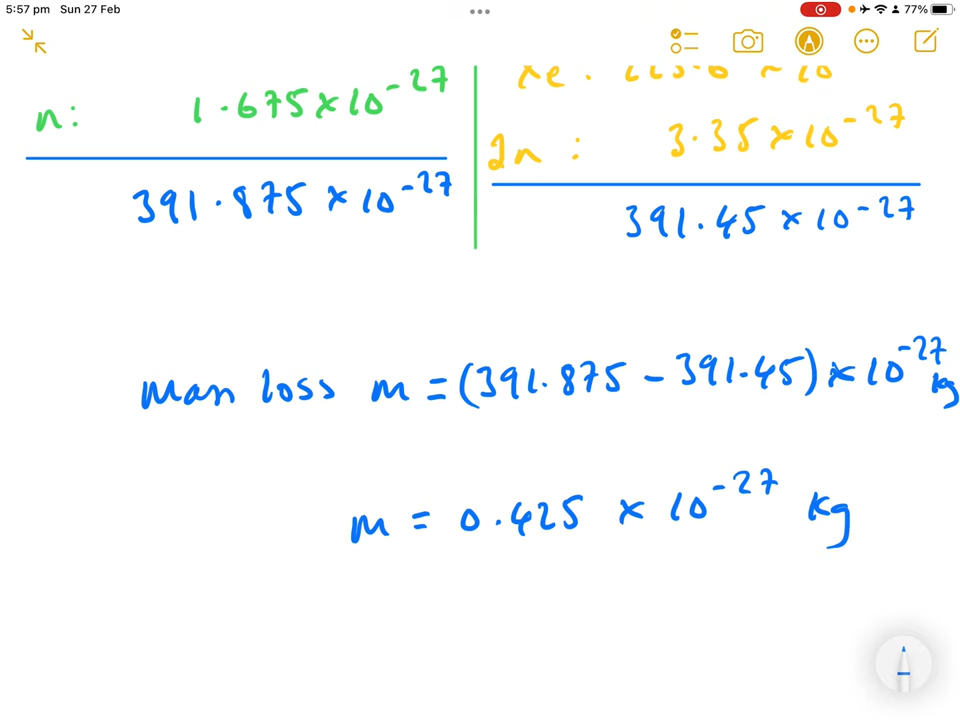 5:57 pm Sun 27 Feb 77%
n: 1.675×10⁻²⁷
2n : 3.35×10⁻²⁷
391.875×10⁻²⁷
391.45×10⁻²⁷
mass loss m = (391.875 − 391.45) × 10⁻²⁷ kg
m = 0.425 × 10⁻²⁷ kg